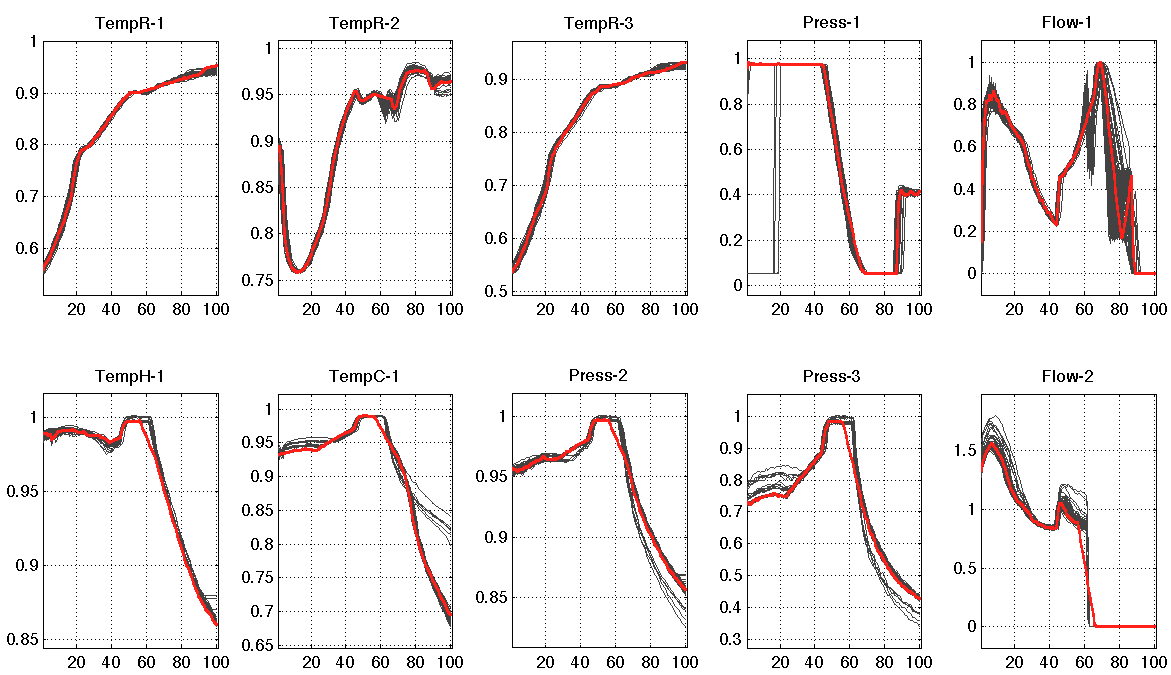 TempR-1 TempR-2 TempR-3 Press-1 Flow-1
1 0.9 0.8 0.7 0.6
1 0.95 0.9 0.85 0.8 0.75
0.9 0.8 0.7 0.6 0.5
1 0.8 0.6 0.4 0.2 0
1 0.8 0.6 0.4 0.2 0
20 40 60 80 100 20 40 60 80 100 20 40 60 80 100 20 40 60 80 100 20 40 60 80 100
TempH-1 TempC-1 Press-2 Press-3 Flow-2
1 0.95 0.9 0.85
1 0.95 0.9 0.85 0.8 0.75 0.7 0.65
1 0.95 0.9 0.85
1 0.9 0.8 0.7 0.6 0.5 0.4 0.3
1.5 1 0.5 0
20 40 60 80 100 20 40 60 80 100 20 40 60 80 100 20 40 60 80 100 20 40 60 80 100